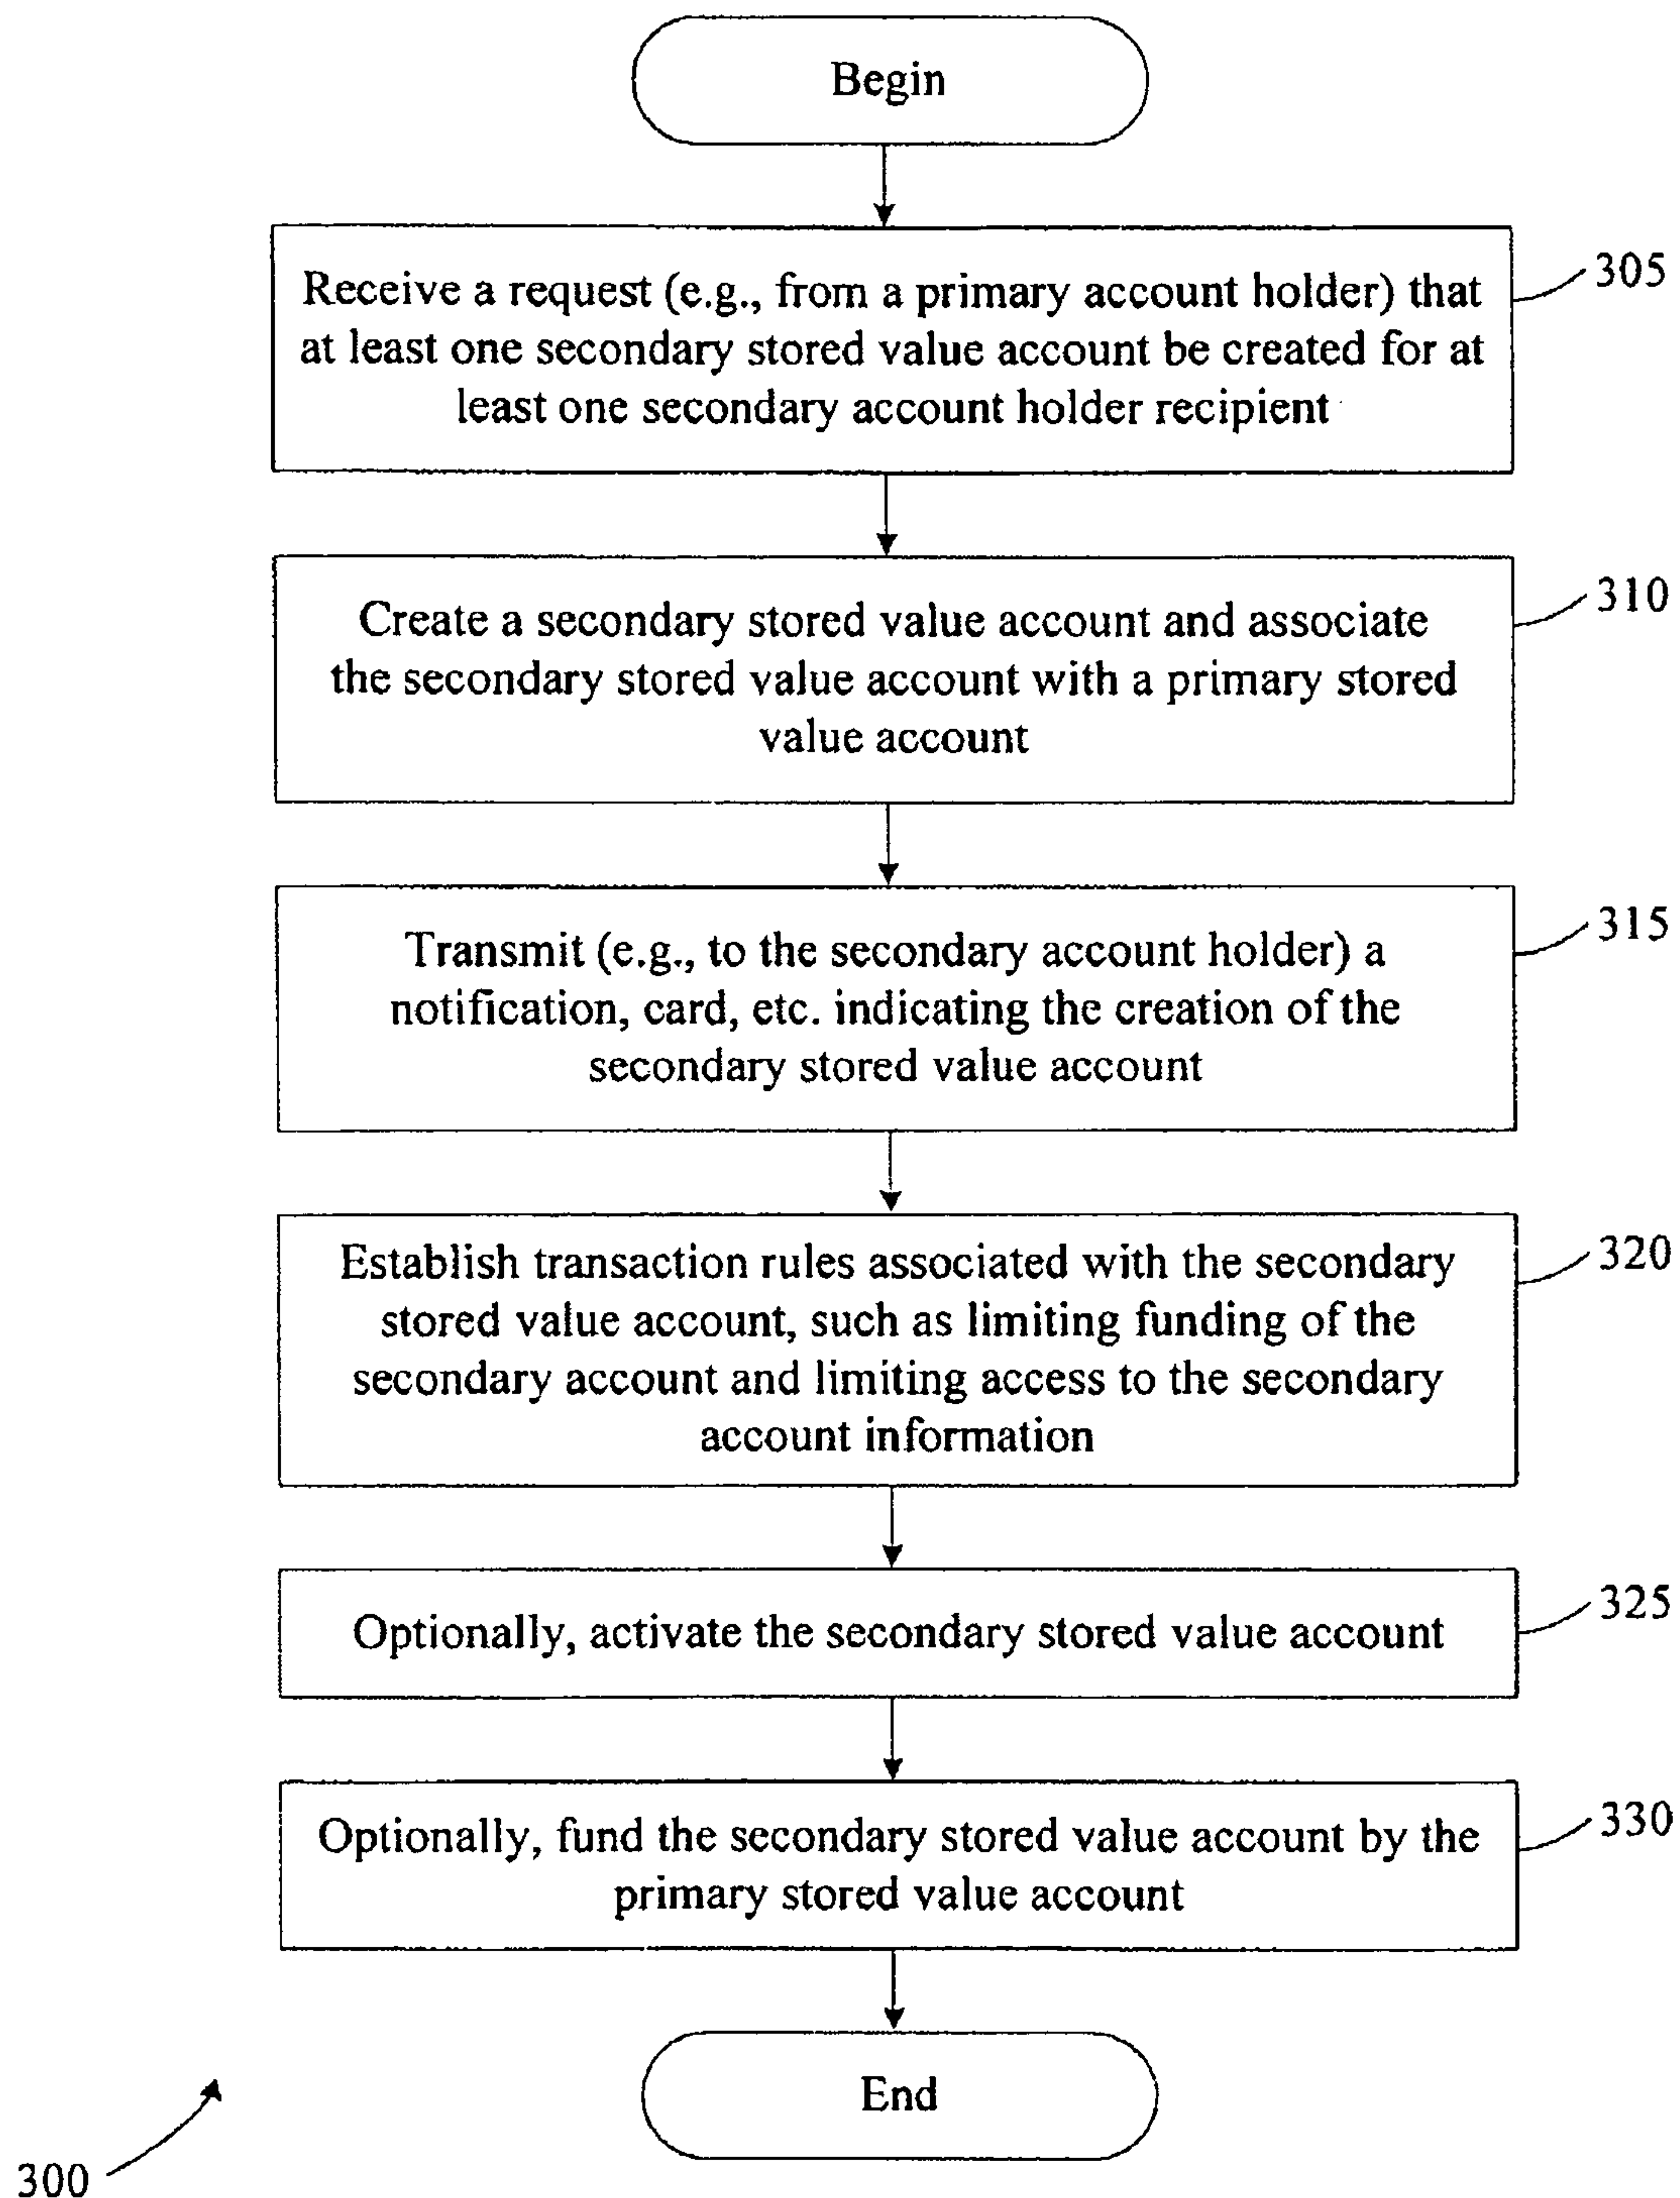 Begin
Receive a request (e.g., from a primary account holder) that
at least one secondary stored value account be created for at
least one secondary account holder recipient
305
Create a secondary stored value account and associate
the secondary stored value account with a primary stored
value account
310
Transmit (e.g., to the secondary account holder) a
notification, card, etc. indicating the creation of the
secondary stored value account
315
Establish transaction rules associated with the secondary
stored value account, such as limiting funding of the
secondary account and limiting access to the secondary
account information
320
Optionally, activate the secondary stored value account
325
Optionally, fund the secondary stored value account by the
primary stored value account
330
End
300